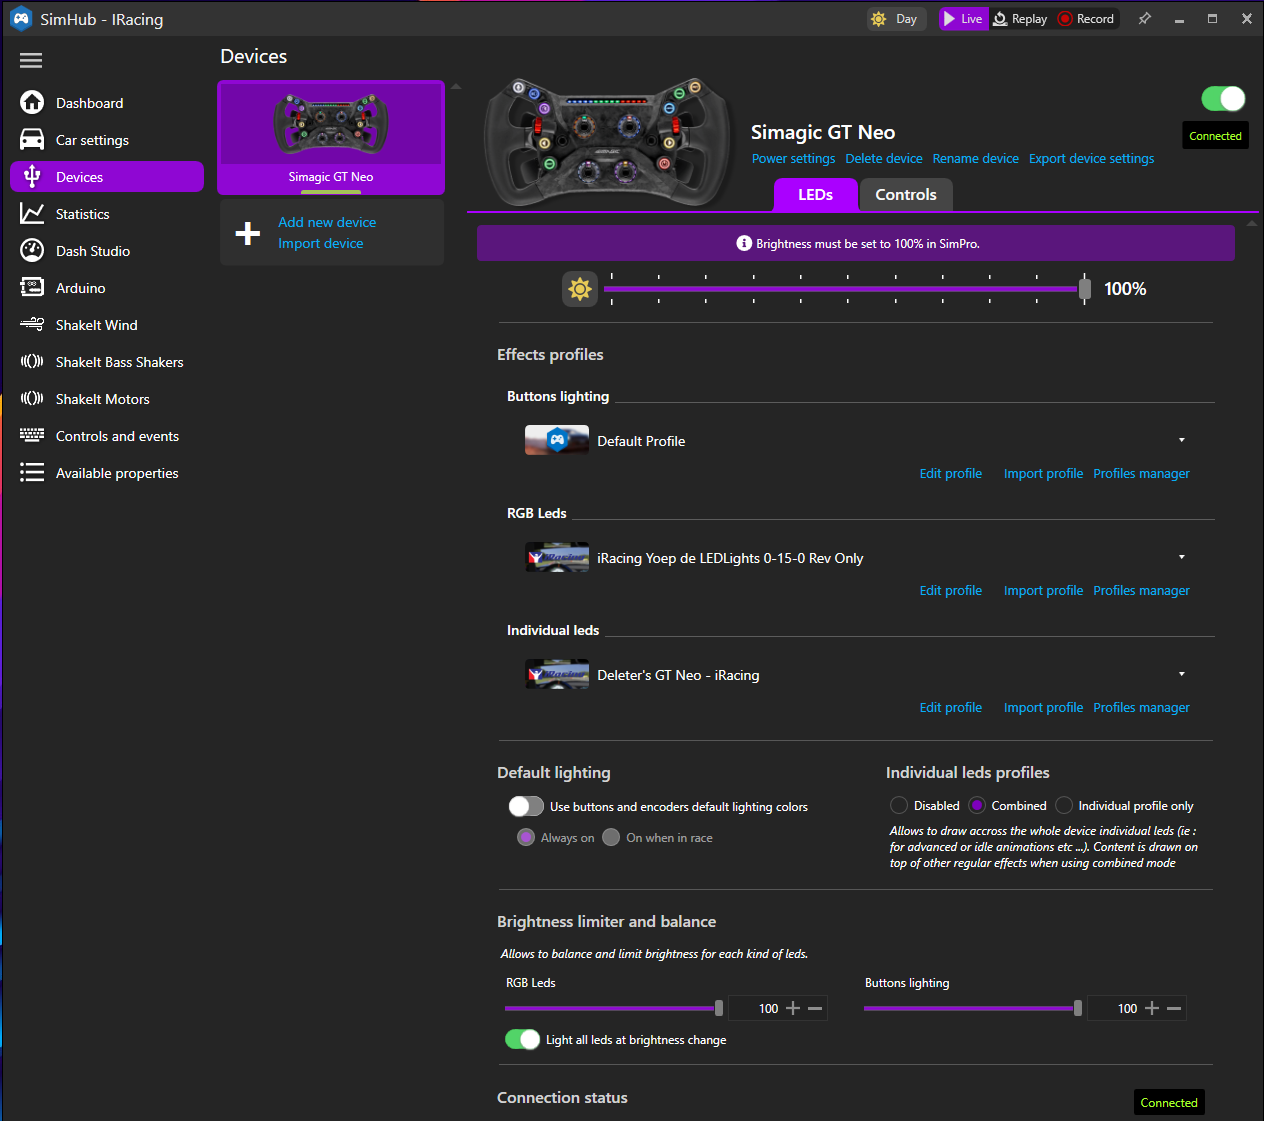 SimHub - IRacing
Day
Live
Replay
Record
Dashboard
Car settings
Devices
Statistics
Dash Studio
Arduino
ShakeIt Wind
ShakeIt Bass Shakers
ShakeIt Motors
Controls and events
Available properties
Devices
Simagic GT Neo
Add new device
Import device
Simagic GT Neo
Connected
Power settings Delete device Rename device Export device settings
LEDs
Controls
Brightness must be set to 100% in SimPro.
100%
Effects profiles
Buttons lighting
Default Profile
Edit profile Import profile Profiles manager
RGB Leds
iRacing Yoep de LEDLights 0-15-0 Rev Only
Edit profile Import profile Profiles manager
Individual leds
Deleter's GT Neo - iRacing
Edit profile Import profile Profiles manager
Default lighting
Use buttons and encoders default lighting colors
Always on On when in race
Individual leds profiles
Disabled Combined Individual profile only
Allows to draw accross the whole device individual leds (ie :
for advanced or idle animations etc ...). Content is drawn on
top of other regular effects when using combined mode
Brightness limiter and balance
Allows to balance and limit brightness for each kind of leds.
RGB Leds
100
Buttons lighting
100
Light all leds at brightness change
Connection status
Connected